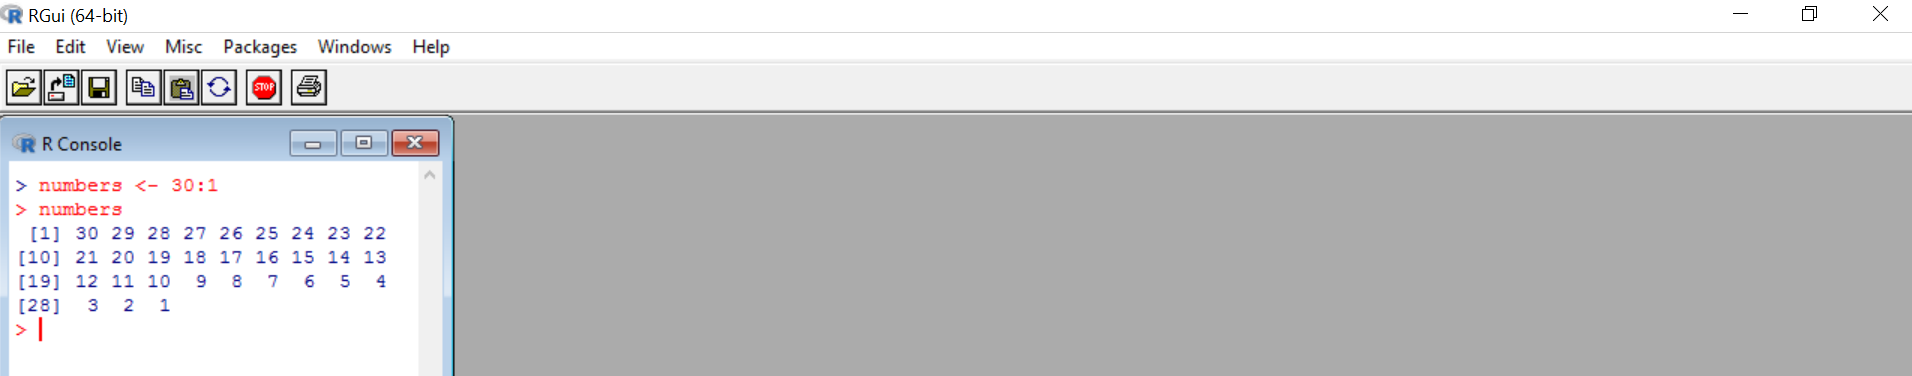 RGui (64-bit)
File Edit View Misc Packages Windows Help
STOP
R Console
> numbers <- 30:1
> numbers
 [1] 30 29 28 27 26 25 24 23 22
[10] 21 20 19 18 17 16 15 14 13
[19] 12 11 10  9  8  7  6  5  4
[28]  3  2  1
>